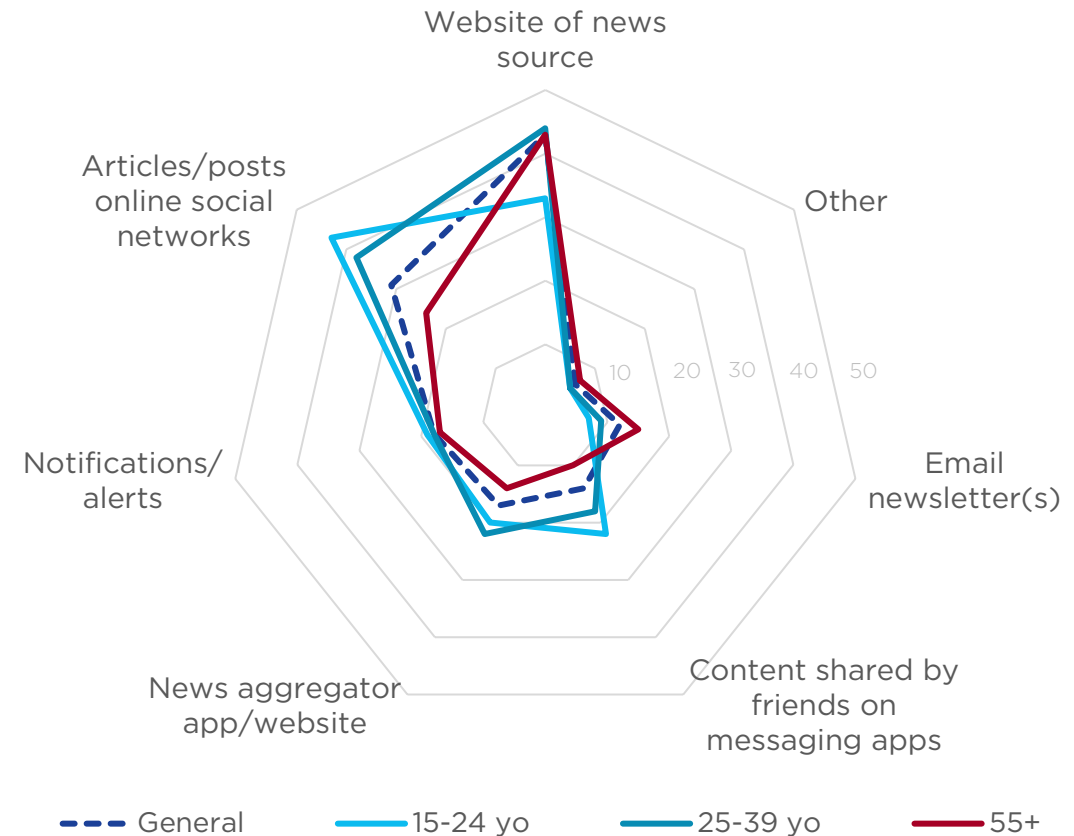 Website of news
source
Articles/posts
online social
networks
Other
10
20
30
40
50
Notifications/
alerts
Email
newsletter(s)
News aggregator
app/website
Content shared by
friends on
messaging apps
General
15-24 yo
25-39 yo
55+